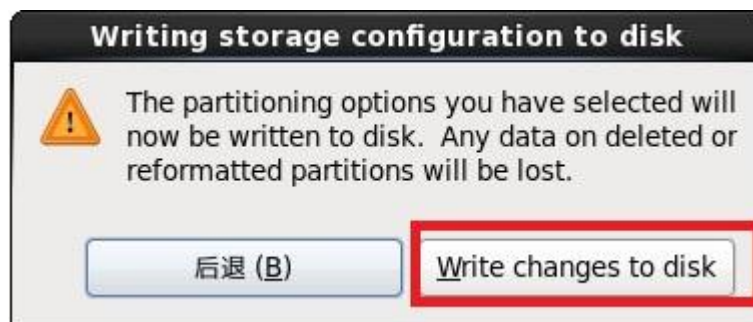 Writing storage configuration to disk
The partitioning options you have selected will
now be written to disk.  Any data on deleted or
reformatted partitions will be lost.
后退 (B)
Write changes to disk